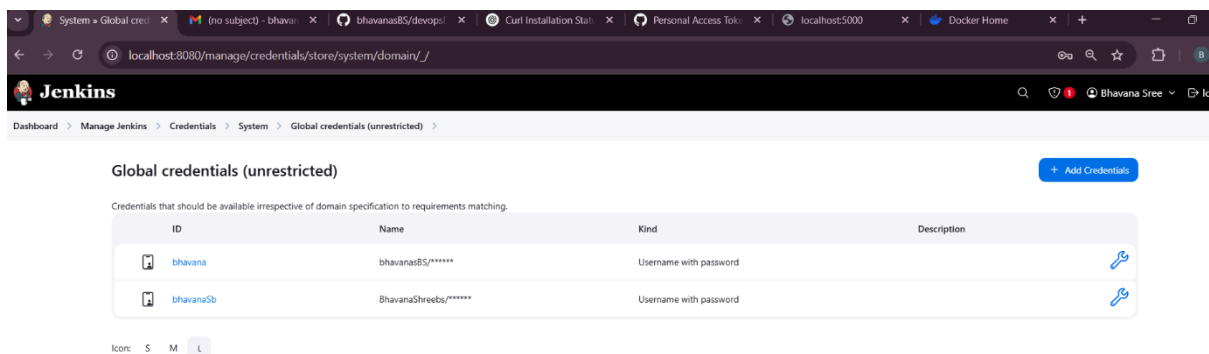 System » Global cred
(no subject) - bhavan
bhavanasBS/devops
Curl Installation Stat
Personal Access Toke
localhost:5000
Docker Home
localhost:8080/manage/credentials/store/system/domain/_/
B
Jenkins
1
Bhavana Sree
Dashboard > Manage Jenkins > Credentials > System > Global credentials (unrestricted) >
Global credentials (unrestricted)
+ Add Credentials
Credentials that should be available irrespective of domain specification to requirements matching.
ID Name Kind Description
bhavana bhavanasBS/****** Username with password
bhavanaSb BhavanaShreebs/****** Username with password
Icon: S M L